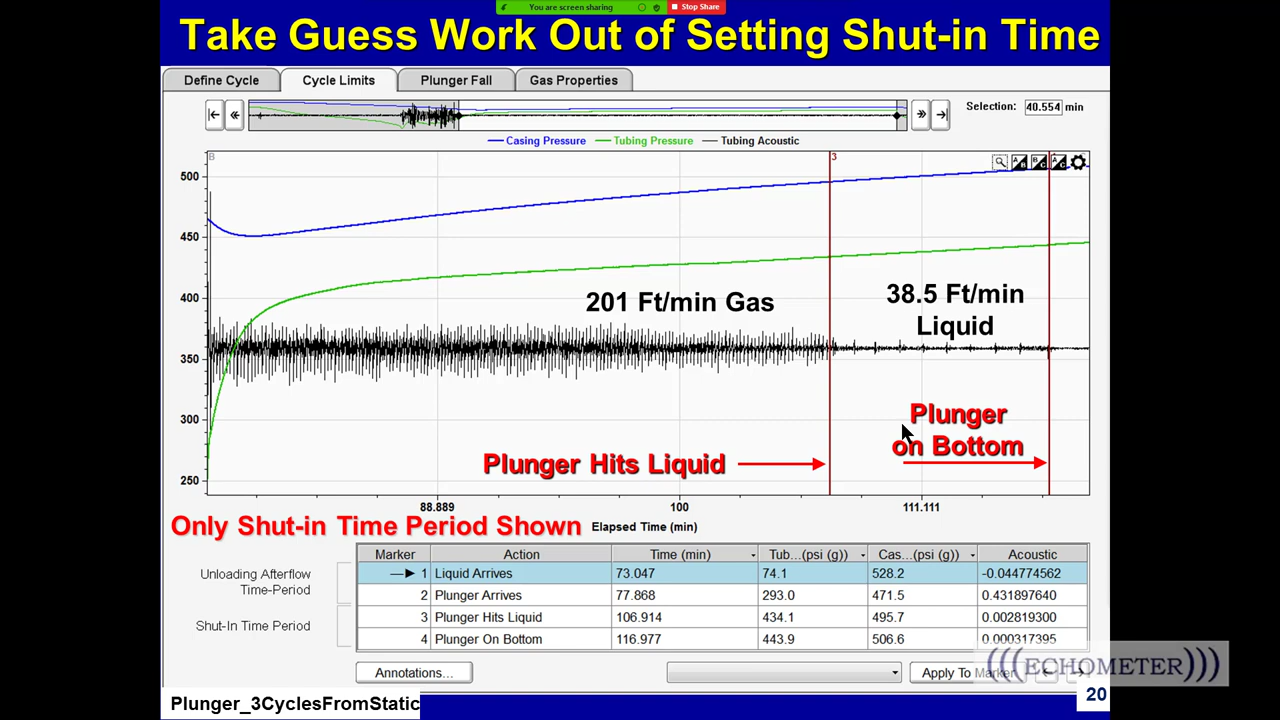 You are screen sharing
Stop Share
Take Guess Work Out of Setting Shut-in Time
Define Cycle
Cycle Limits
Plunger Fall
Gas Properties
Selection: 40.554 min
Casing Pressure Tubing Pressure Tubing Acoustic
B
3
500
450
400
350
300
250
201 Ft/min Gas
38.5 Ft/min
Liquid
Plunger
on Bottom
Plunger Hits Liquid
88.889
100
111.111
Only Shut-in Time Period Shown
Elapsed Time (min)
Marker Action Time (min) Tub...(psi (g)) Cas...(psi (g)) Acoustic
1 Liquid Arrives 73.047 74.1 528.2 -0.044774562
2 Plunger Arrives 77.868 293.0 471.5 0.431897640
3 Plunger Hits Liquid 106.914 434.1 495.7 0.002819300
4 Plunger On Bottom 116.977 443.9 506.6 0.000317395
Unloading Afterflow
Time-Period
Shut-In Time Period
Annotations...
Apply To Marker
(((ECHOMETER)))
Plunger_3CyclesFromStatic
20